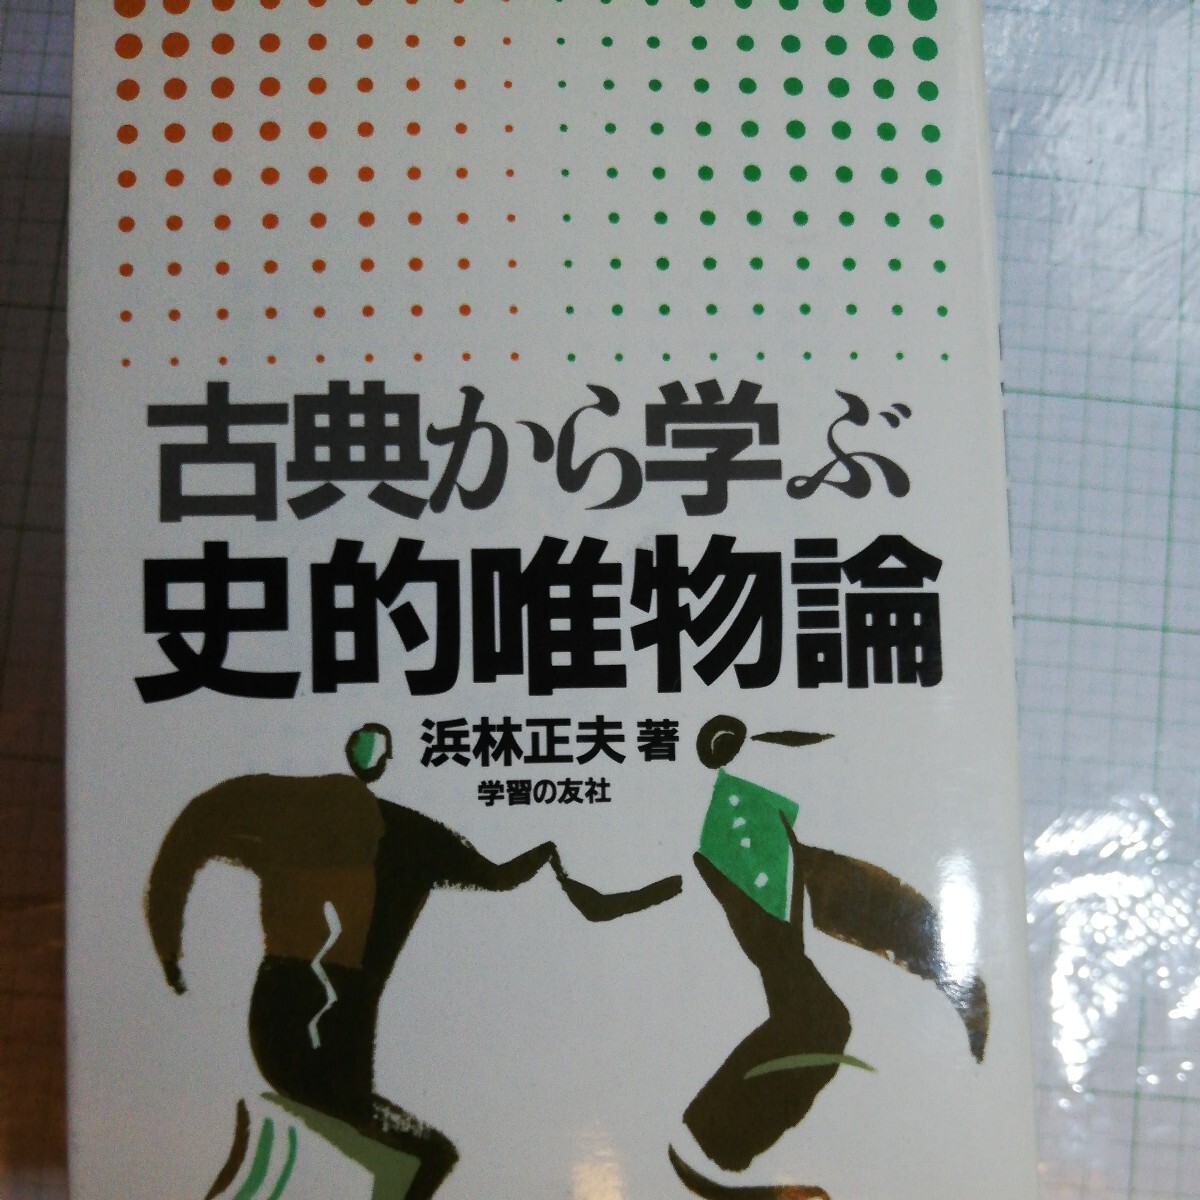 古典から学ぶ
史的唯物論
浜林正夫 著
学習の友社